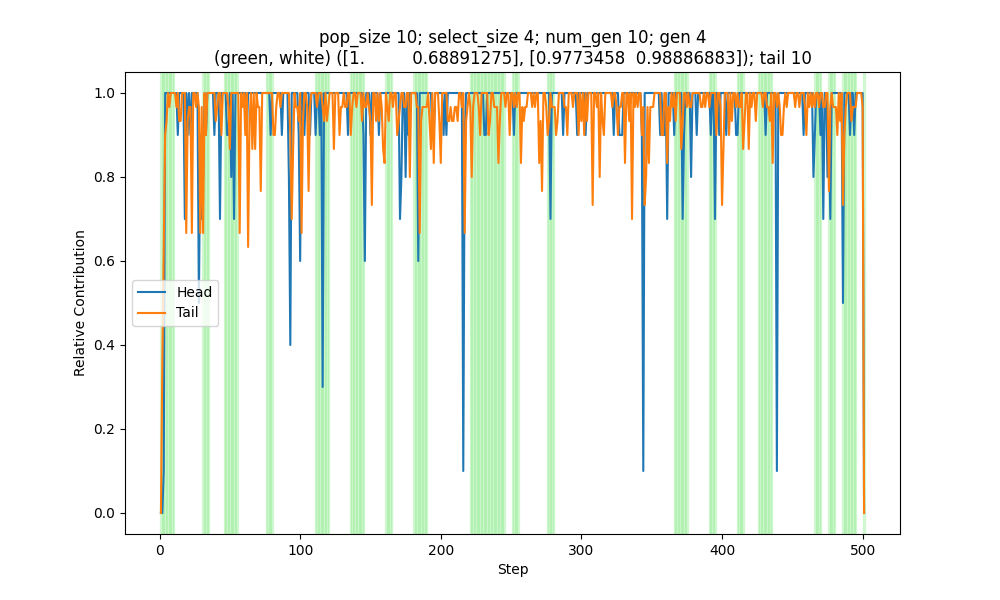 pop_size 10; select_size 4; num_gen 10; gen 4
(green, white) ([1.         0.68891275], [0.9773458  0.98886883]); tail 10
1.0
0.8
0.6
0.4
0.2
0.0
Relative Contribution
Head
Tail
0
100
200
300
400
500
Step